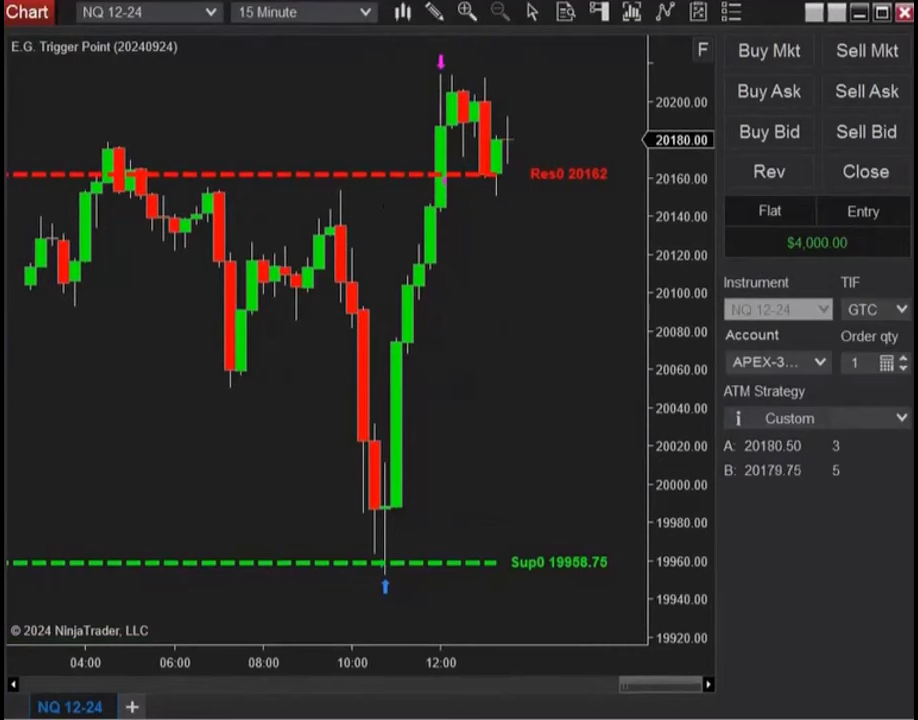 Chart
NQ 12-24
15 Minute
E.G. Trigger Point (20240924)
F
20200.00
20180.00
20160.00
20140.00
20120.00
20100.00
20080.00
20060.00
20040.00
20020.00
20000.00
19980.00
19960.00
19940.00
19920.00
Res0 20162
Sup0 19958.75
© 2024 NinjaTrader, LLC
04:00 06:00 08:00 10:00 12:00
NQ 12-24 +
Buy Mkt Sell Mkt
Buy Ask Sell Ask
Buy Bid Sell Bid
Rev Close
Flat Entry
$4,000.00
Instrument TIF
NQ 12-24 GTC
Account Order qty
APEX-3... 1
ATM Strategy
i Custom
A: 20180.50 3
B: 20179.75 5